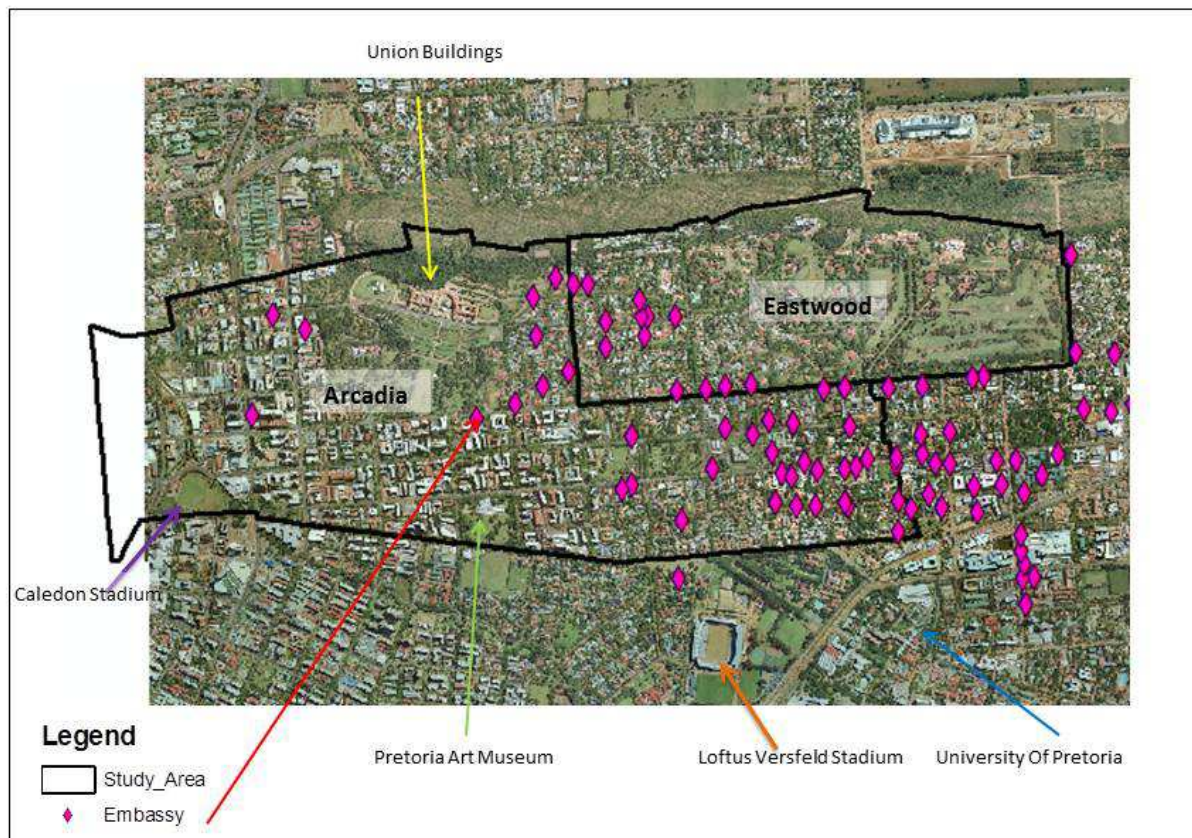 Union Buildings
Eastwood
Arcadia
Caledon Stadium
Legend
Pretoria Art Museum
Loftus Versfeld Stadium
University Of Pretoria
Study_Area
Embassy